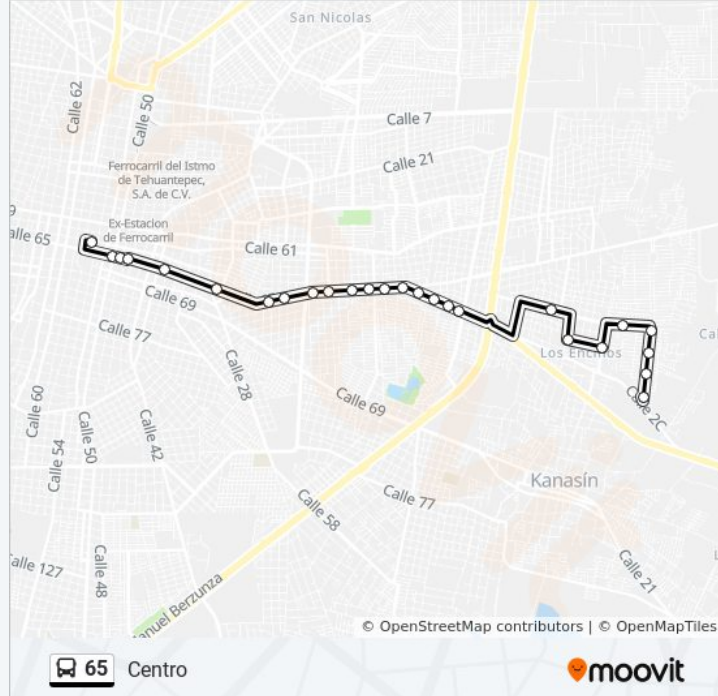 San Nicolas
Calle 62
Calle 50
Calle 7
Ferrocarril del Istmo
de Tehuantepec,
S.A. de C.V.
Calle 21
9
alle 65
Ex-Estacion
de Ferrocarril
Calle 61
Calle 69
Calle 77
Calle 28
Los Encinos
Cal
Calle 2C
Calle 69
Calle 60
Calle 54
Calle 50
Calle 42
Kanasín
Calle 77
Calle 58
alle 127
Calle 48
anuel Berzunza
Calle 21
L
© OpenStreetMap contributors | © OpenMapTiles
65 Centro
moovit